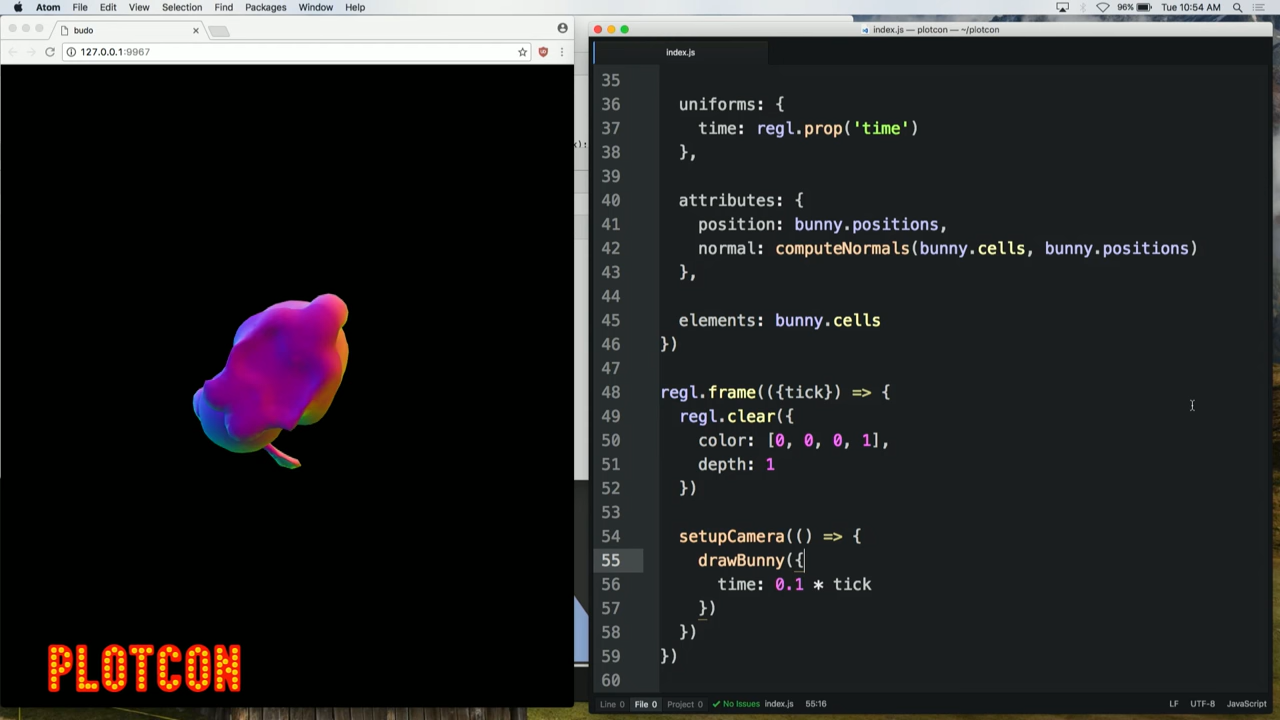 Atom File Edit View Selection Find Packages Window Help 96% Tue 10:54 AM
budo
127.0.0.1:9967
index.js — plotcon — ~/plotcon
index.js
35
36 uniforms: {
37 time: regl.prop('time')
38 },
39
40 attributes: {
41 position: bunny.positions,
42 normal: computeNormals(bunny.cells, bunny.positions)
43 },
44
45 elements: bunny.cells
46 })
47
48 regl.frame(({tick}) => {
49 regl.clear({
50 color: [0, 0, 0, 1],
51 depth: 1
52 })
53
54 setupCamera(() => {
55 drawBunny({
56 time: 0.1 * tick
57 })
58 })
59 })
60
PLOTCON
Line 0 File 0 Project 0 No Issues index.js 55:16 LF UTF-8 JavaScript